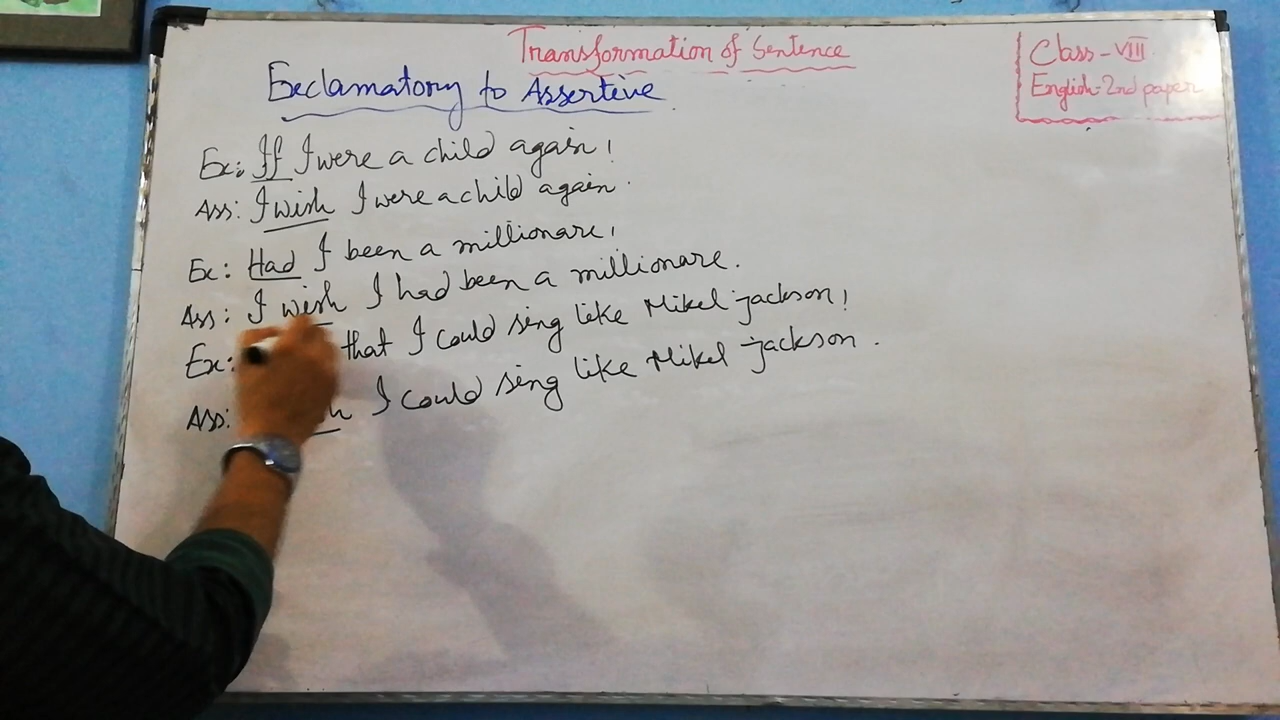 Transformation of Sentence
Class-VIII
English-2nd paper
Exclamatory to Assertive
Ex: If I were a child again!
Ass: I wish I were a child again.
Ex: Had I been a millionare!
Ass: I wish I had been a millionare.
Ex: that I could sing like Mikel jackson!
Ass: I could sing like Mikel jackson.